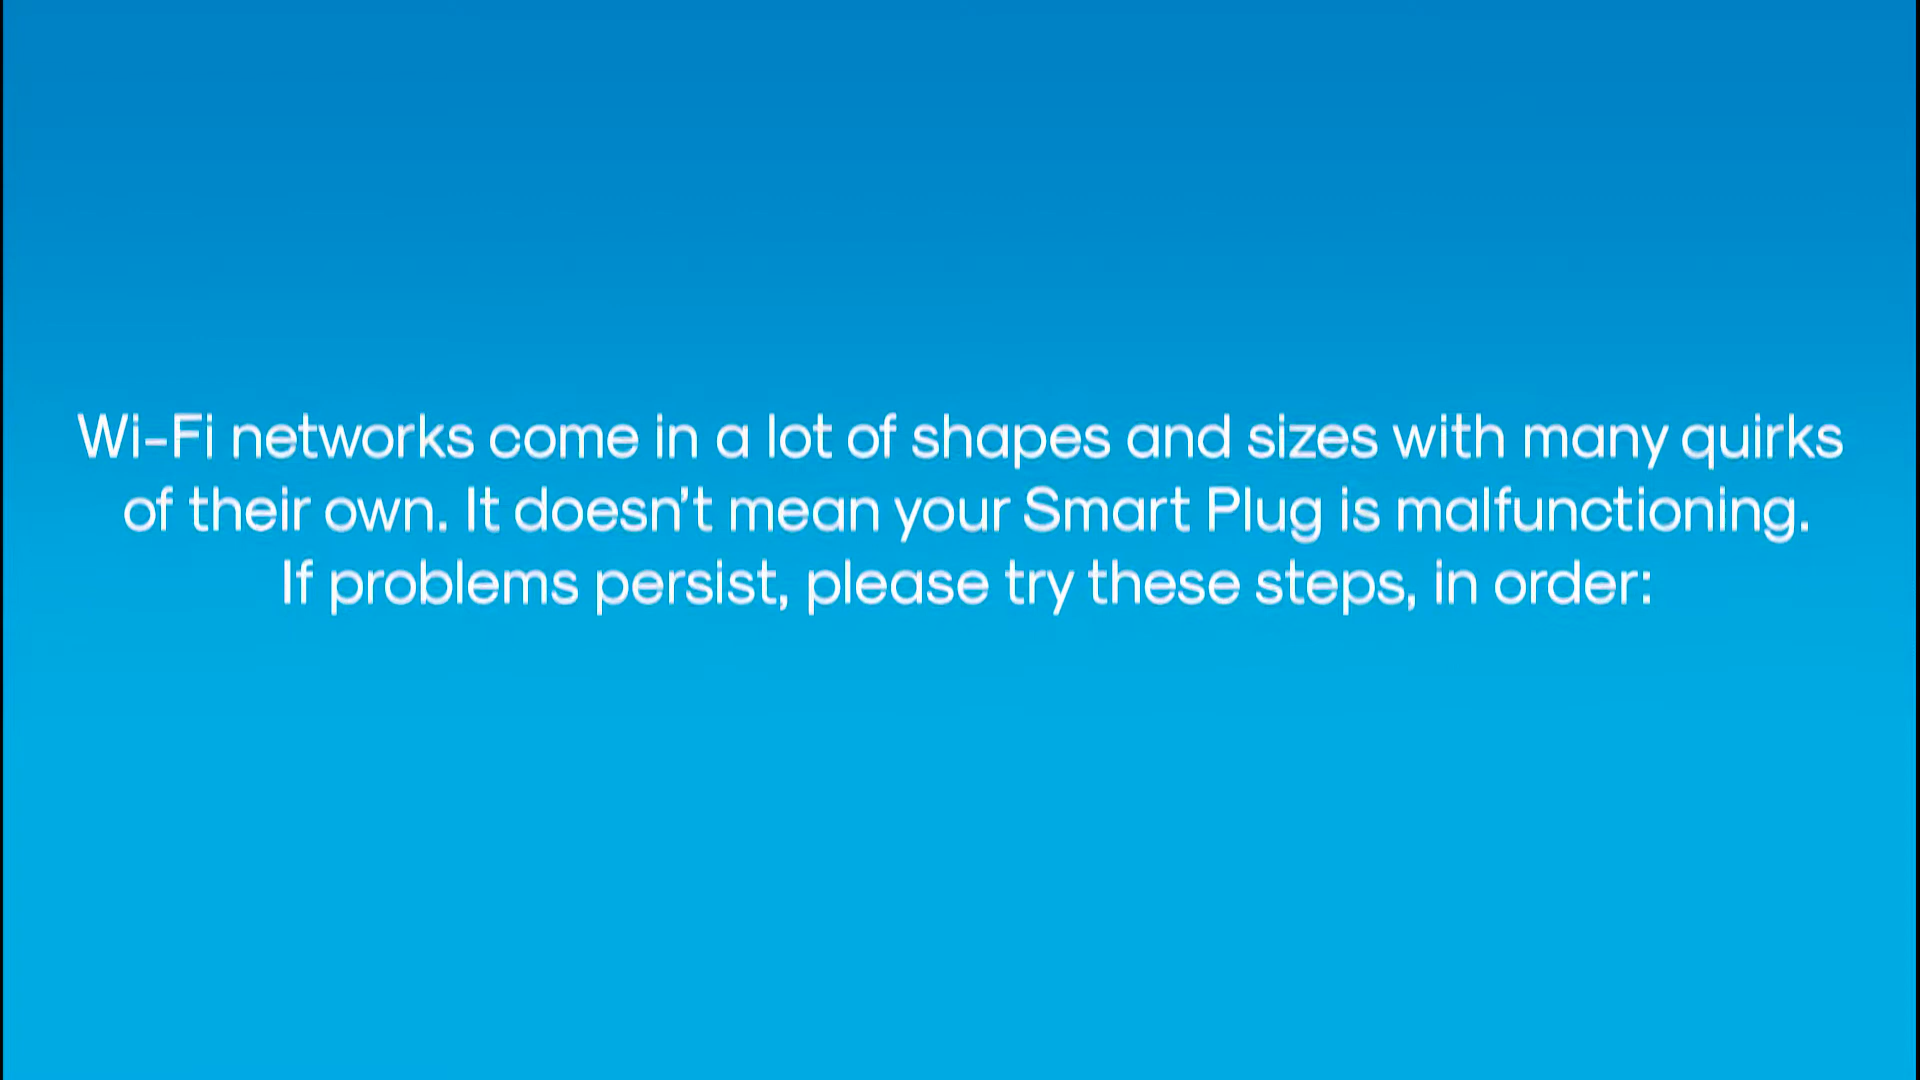 Wi-Fi networks come in a lot of shapes and sizes with many quirks
of their own. It doesn't mean your Smart Plug is malfunctioning.
If problems persist, please try these steps, in order: